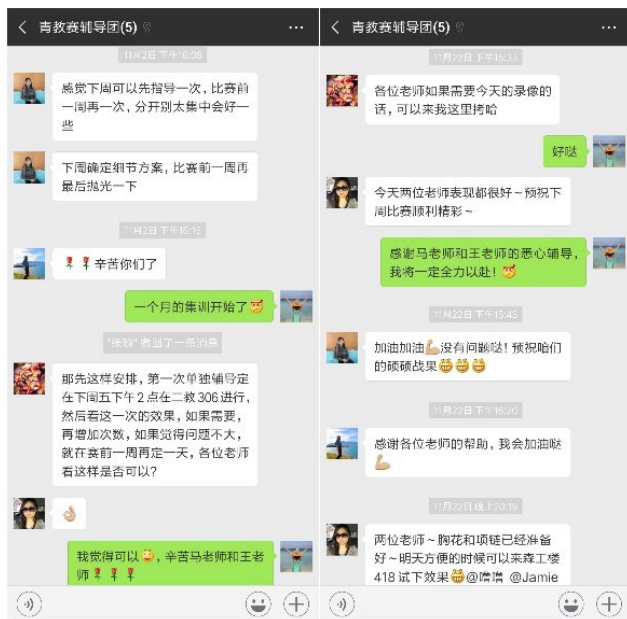 青教赛辅导团(5)
11月2日 下午16:08
感觉下周可以先指导一次，比赛前
一周再一次，分开别太集中会好一
些
下周确定细节方案，比赛前一周再
最后抛光一下
11月2日 下午16:15
辛苦你们了
一个月的集训开始了
撤回了一条消息
那先这样安排，第一次单独辅导定
在下周五下午2点在二教306进行，
然后看这一次的效果，如果需要，
再增加次数，如果觉得问题不大，
就在赛前一周再定一天，各位老师
看这样是否可以?
我觉得可以，辛苦马老师和王老
师
青教赛辅导团(5)
11月22日 下午15:33
各位老师如果需要今天的录像的
话，可以来我这里拷哈
好哒
今天两位老师表现都很好~预祝下
周比赛顺利精彩~
感谢马老师和王老师的悉心辅导，
我将一定全力以赴!
11月22日 下午15:43
加油加油没有问题哒! 预祝咱们
的硕硕战果
11月22日 下午16:20
感谢各位老师的帮助，我会加油哒
11月22日 晚上20:19
两位老师~胸花和项链已经准备
好~明天方便的时候可以来森工楼
418试下效果@噜噜 @Jamie